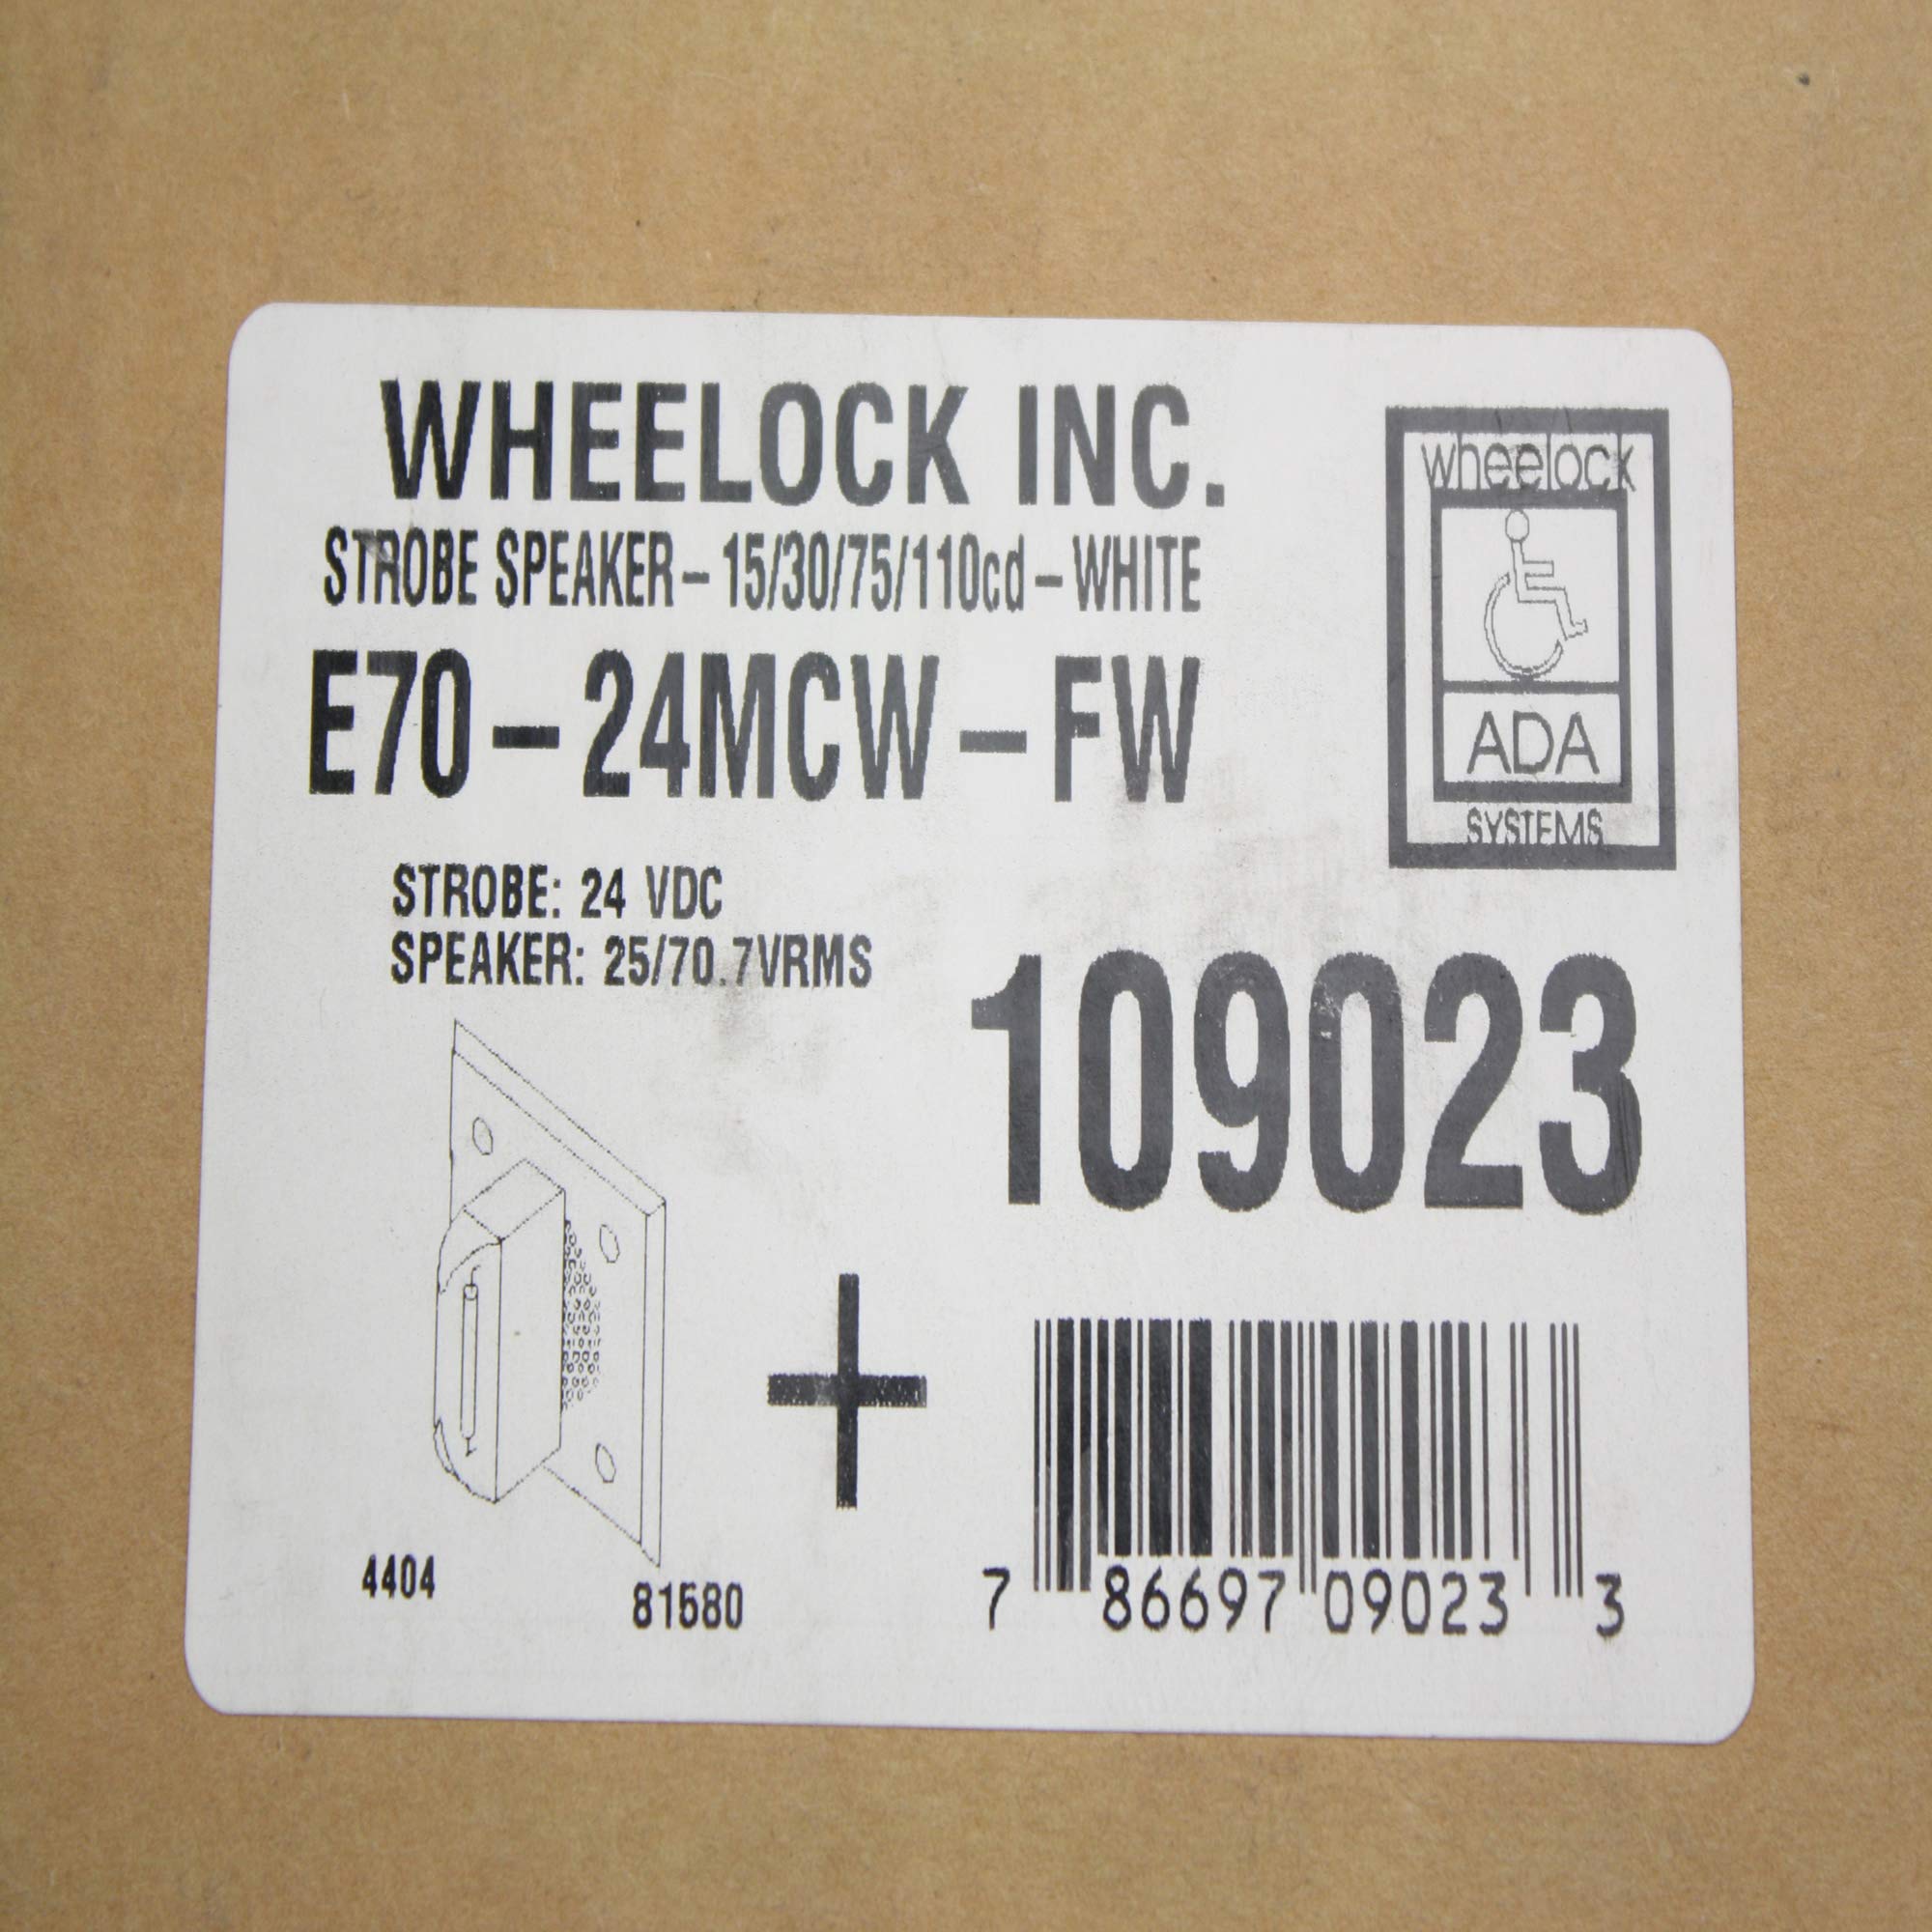 WHEELOCK INC.
STROBE SPEAKER - 15/30/75/110cd - WHITE
E70-24MCW-FW
wheelock
ADA
SYSTEMS
STROBE: 24 VDC
SPEAKER: 25/70.7VRMS
109023
+
4404
81580
7 86697 09023 3